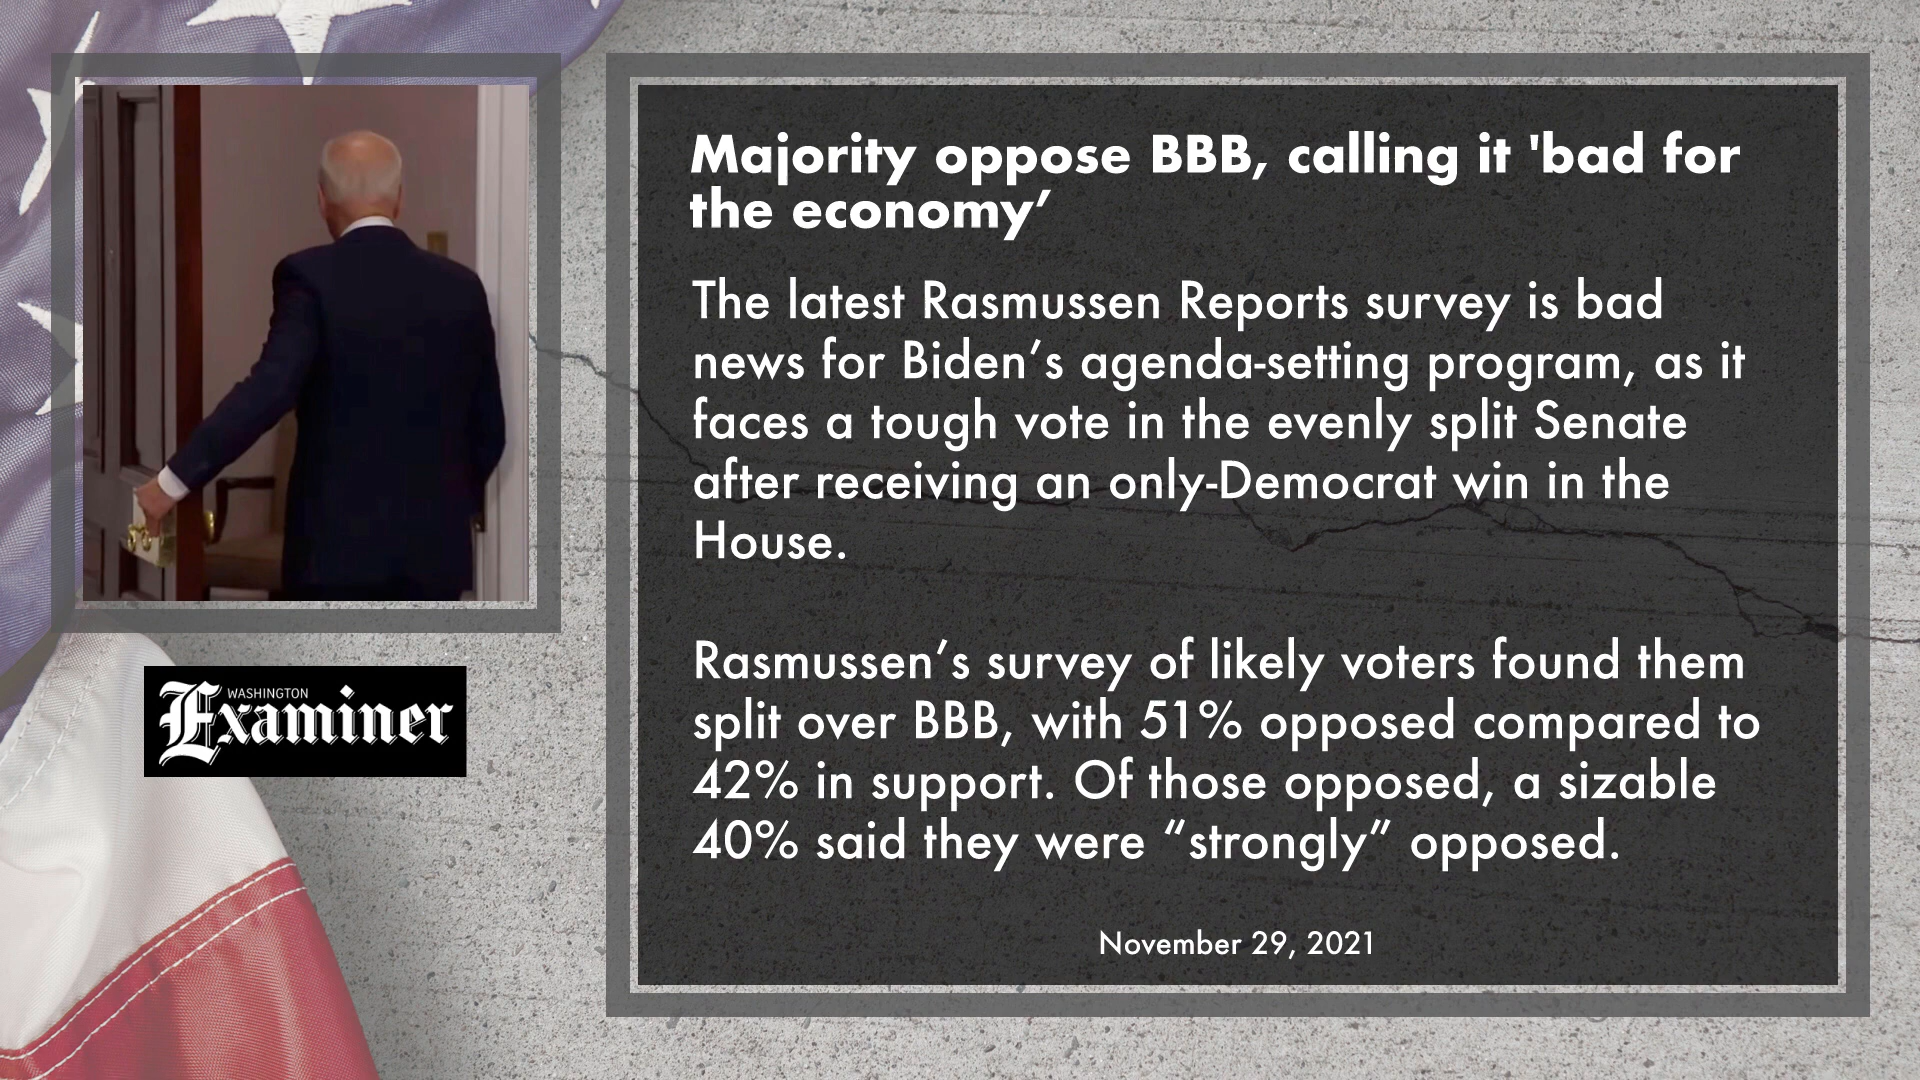 Majority oppose BBB, calling it 'bad for
the economy’
The latest Rasmussen Reports survey is bad
news for Biden’s agenda-setting program, as it
faces a tough vote in the evenly split Senate
after receiving an only-Democrat win in the
House.
Rasmussen’s survey of likely voters found them
split over BBB, with 51% opposed compared to
42% in support. Of those opposed, a sizable
40% said they were “strongly” opposed.
November 29, 2021
WASHINGTON
Examiner